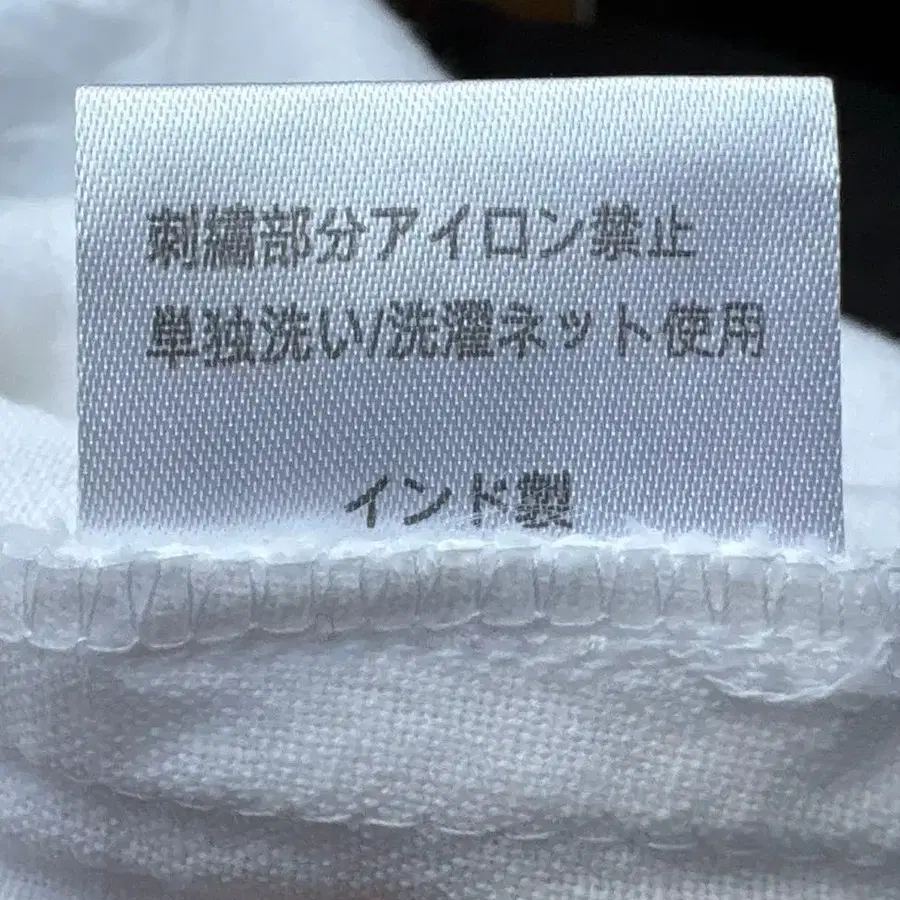 刺繡部分アイロン禁止
単独洗い/洗濯ネット使用
インド製